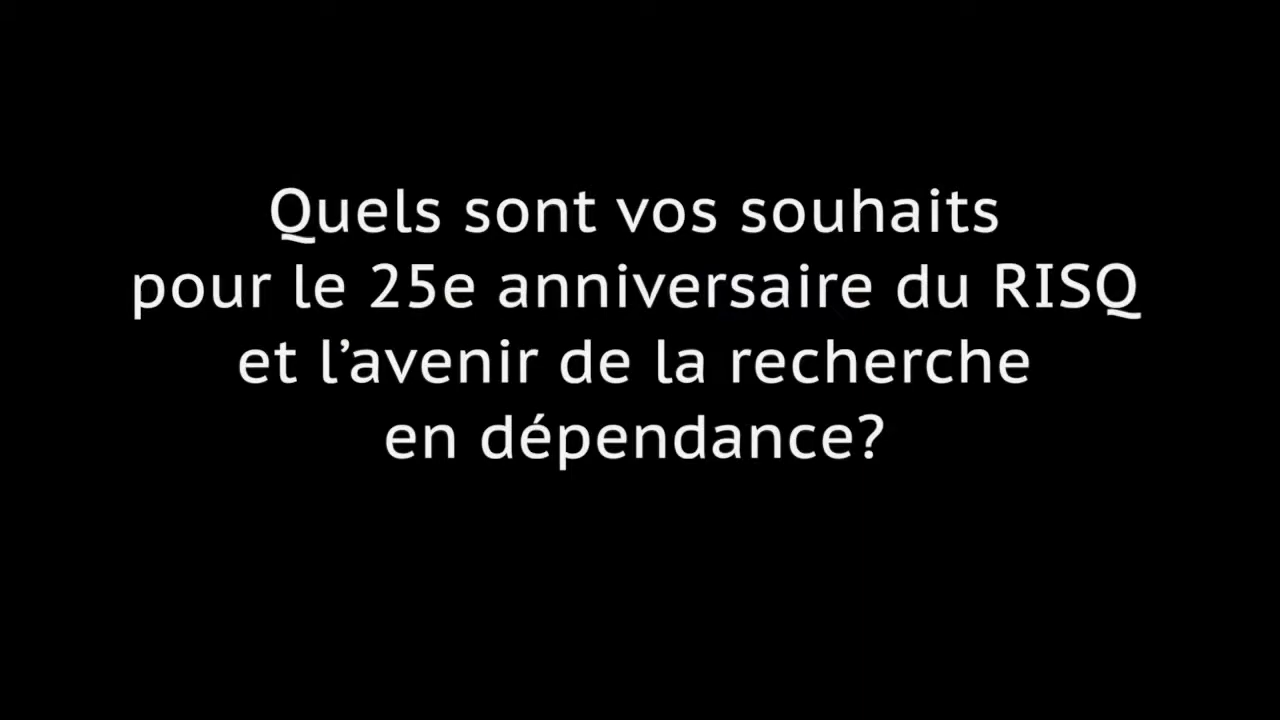 Quels sont vos souhaits
pour le 25e anniversaire du RISQ
et l’avenir de la recherche
en dépendance?